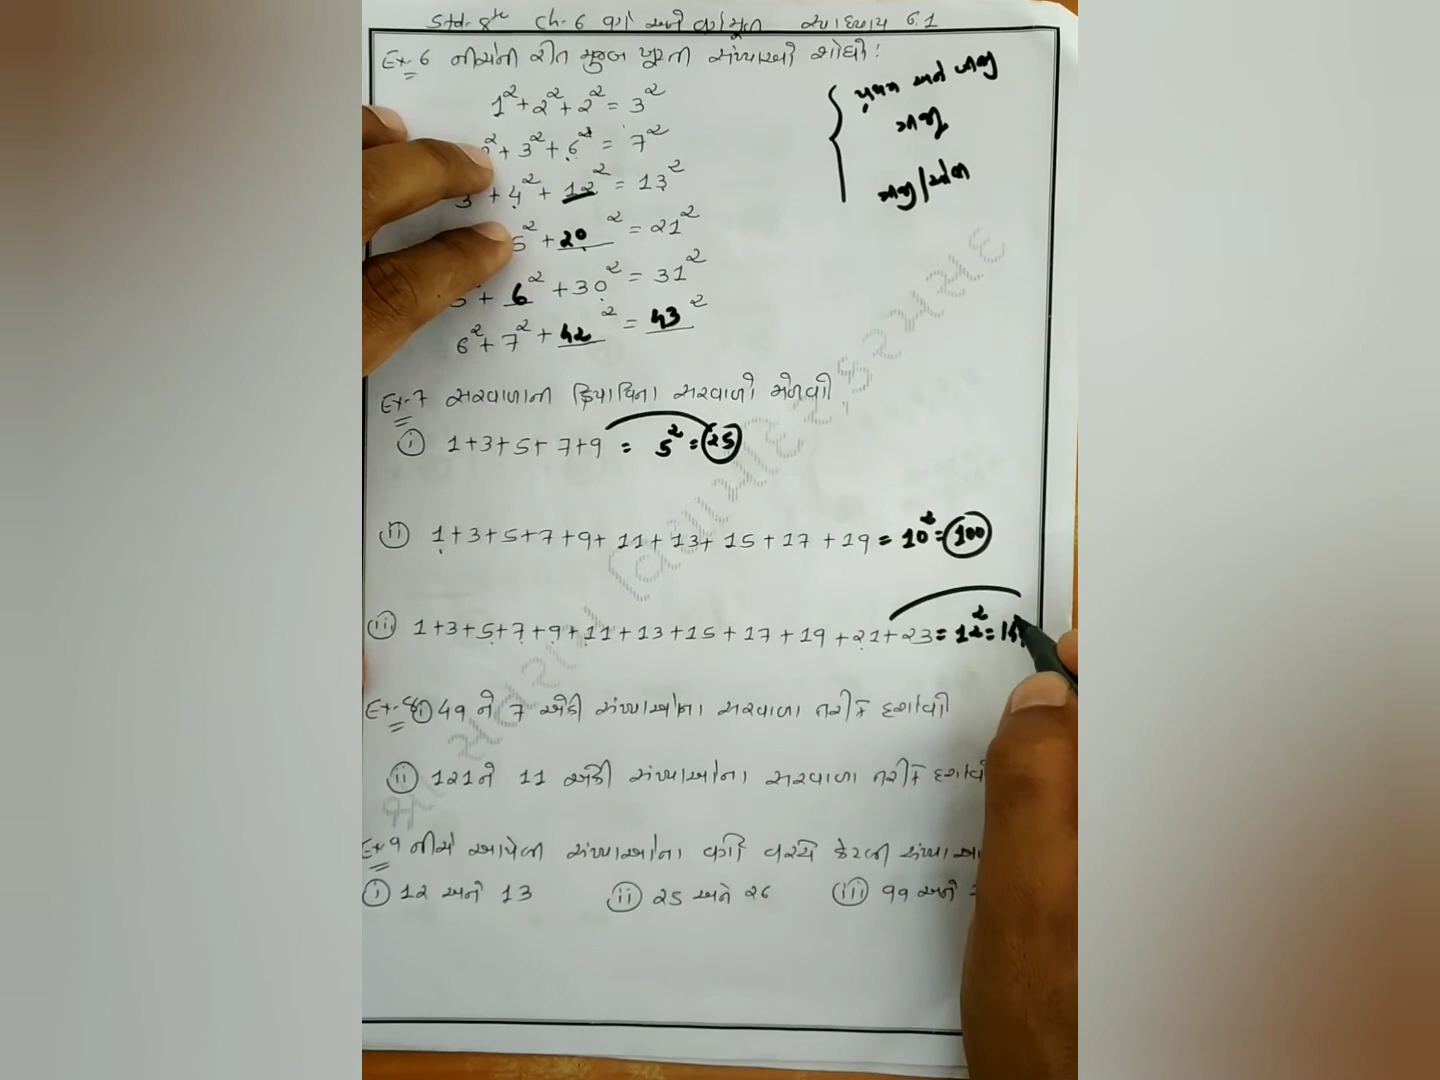 Std-8th Ch-6 વર્ગ અને વર્ગમૂળ સ્વાધ્યાય 6.1
Ex-6 નીચેની રીત મુજબ ખૂટતી સંખ્યાઓ શોધો!
1² + 2² + 2² = 3²
² + 3² + 6² = 7²
3 + 4² + 12² = 13²
5² + 20² = 21²
5 + 6² + 30² = 31²
6² + 7² + 42² = 43²
Ex-7 સરવાળાની ક્રિયા વિના સરવાળો મેળવો
i 1+3+5+7+9 = 5² = 25
ii 1+3+5+7+9+11+13+15+17+19 = 10² = 100
iii 1+3+5+7+9+11+13+15+17+19+21+23 = 12² =
Ex-8 i 49 ને 7 એકી સંખ્યાઓના સરવાળા તરીકે દર્શાવો
ii 121ને 11 એકી સંખ્યાઓના સરવાળા તરીકે
Ex 9 નીચે આપેલી સંખ્યાઓના વર્ગો વચ્ચે કેટલી
i 12 અને 13 ii 25 અને 26 iii 99 અને